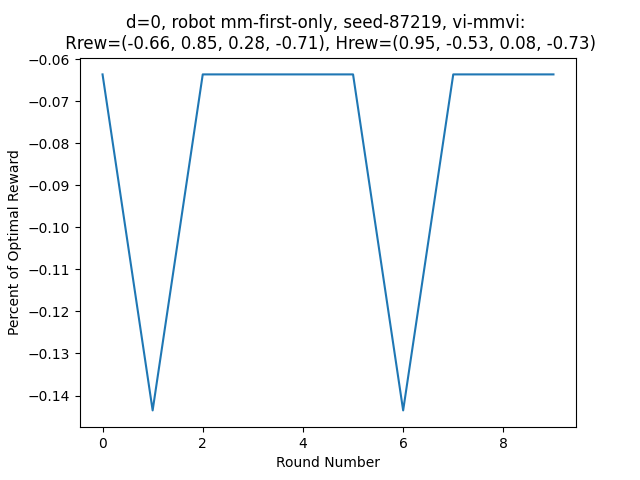 d=0, robot mm-first-only, seed-87219, vi-mmvi:
Rrew=(-0.66, 0.85, 0.28, -0.71), Hrew=(0.95, -0.53, 0.08, -0.73)
−0.06
−0.07
−0.08
−0.09
−0.10
−0.11
−0.12
−0.13
−0.14
Percent of Optimal Reward
0 2 4 6 8
Round Number